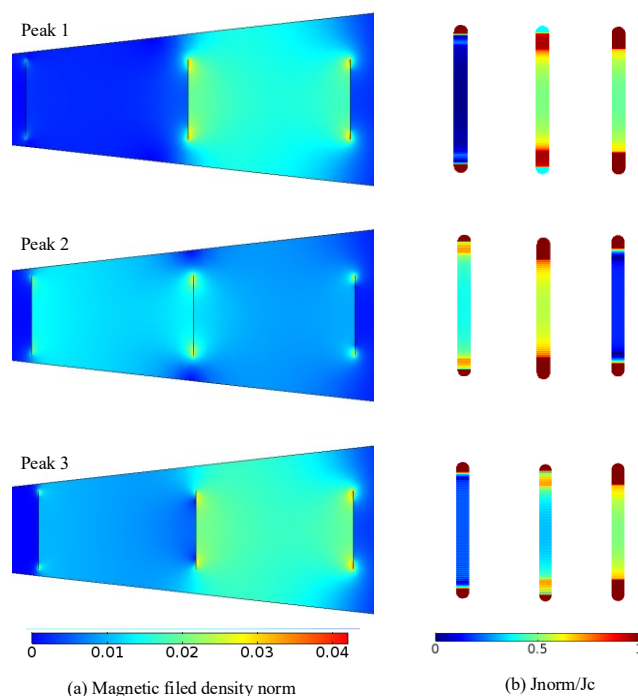 Peak 1
Peak 2
Peak 3
0 0.01 0.02 0.03 0.04
0 0.5 1
(a) Magnetic filed density norm
(b) Jnorm/Jc